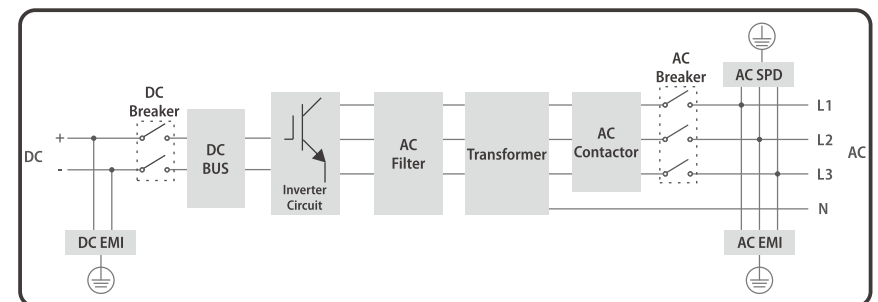 DC
+
-
DC
Breaker
DC EMI
DC
BUS
Inverter
Circuit
AC
Filter
Transformer
AC
Contactor
AC
Breaker
AC SPD
L1
L2
L3
N
AC
AC EMI